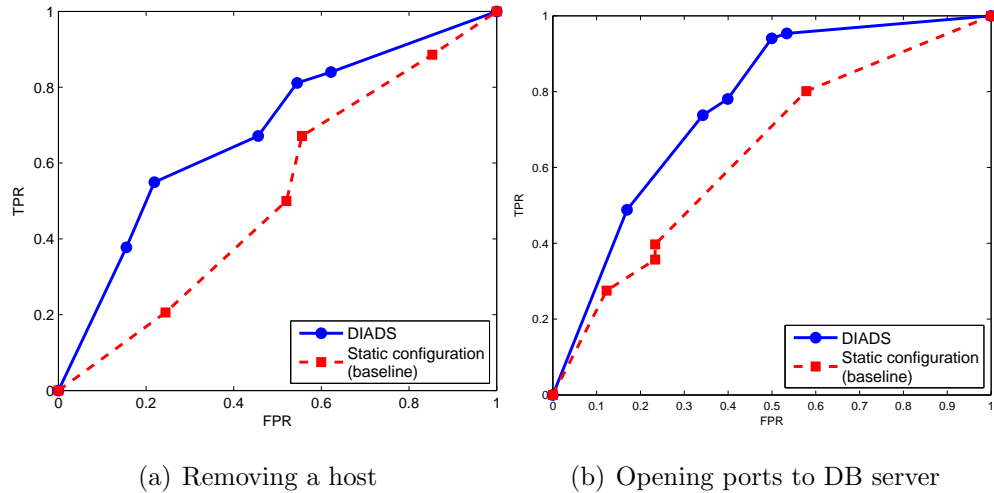 1
0.8
0.6
0.4
0.2
0
0
0.2
0.4
0.6
0.8
1
TPR
FPR
DIADS
Static configuration
(baseline)
(a) Removing a host
1
0.8
0.6
0.4
0.2
0
0
0.1
0.2
0.3
0.4
0.5
0.6
0.7
0.8
0.9
1
TPR
FPR
DIADS
Static configuration
(baseline)
(b) Opening ports to DB server